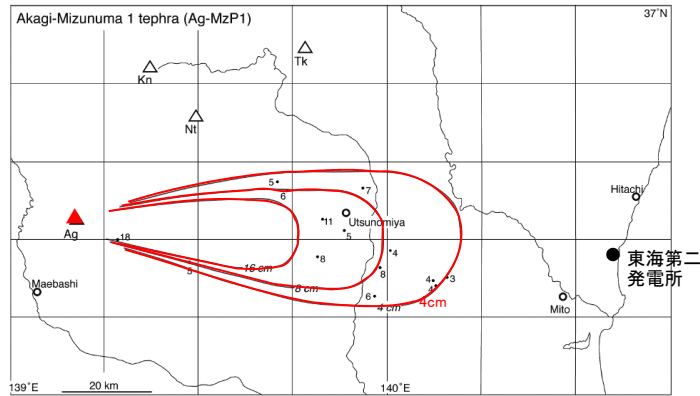 Akagi-Mizunuma 1 tephra (Ag-MzP1)
37°N
Tk
Kn
Nt
5
7
6
Hitachi
11
Utsunomiya
Ag
18
5
4
8
東海第二
発電所
16 cm
5
8
4
3
Maebashi
8 cm
4
6
4 cm
4cm
Mito
139°E
20 km
140°E